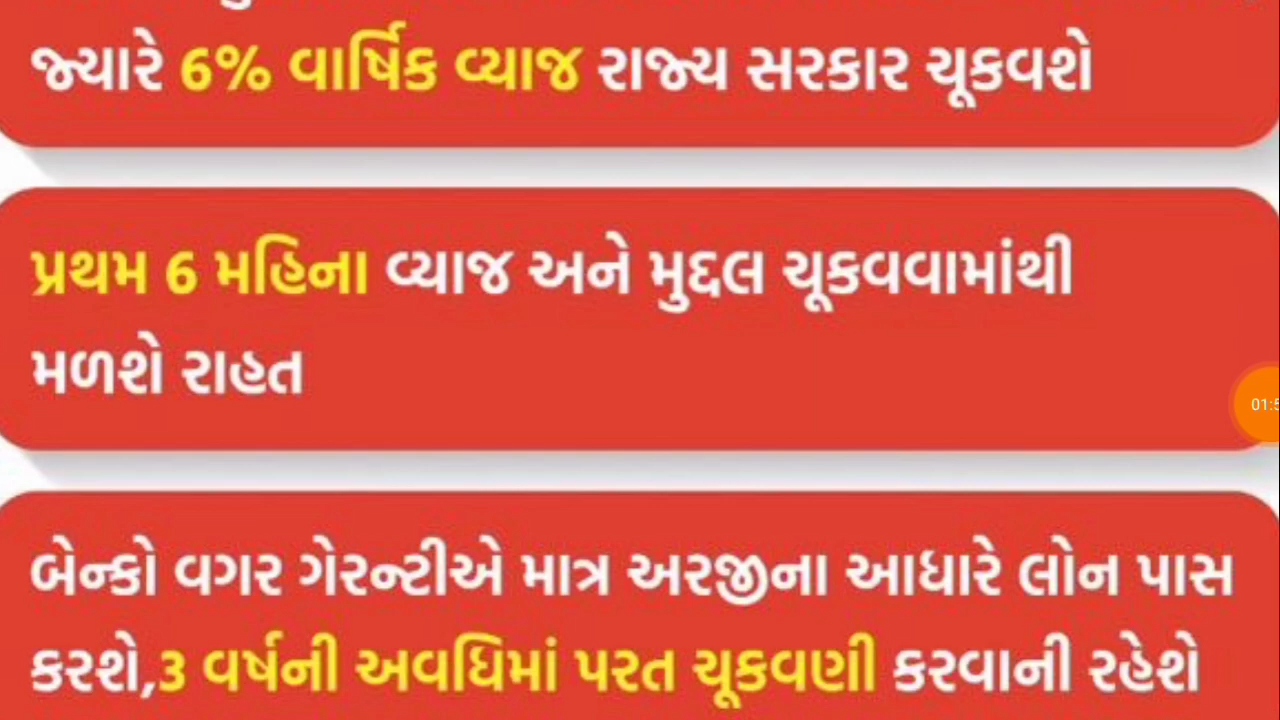 જ્યારે 6% વાર્ષિક વ્યાજ રાજ્ય સરકાર ચૂકવશે
પ્રથમ 6 મહિના વ્યાજ અને મુદ્દલ ચૂકવવામાંથી
મળશે રાહત
બેન્કો વગર ગેરન્ટીએ માત્ર અરજીના આધારે લોન પાસ
કરશે,3 વર્ષની અવધિમાં પરત ચૂકવણી કરવાની રહેશે